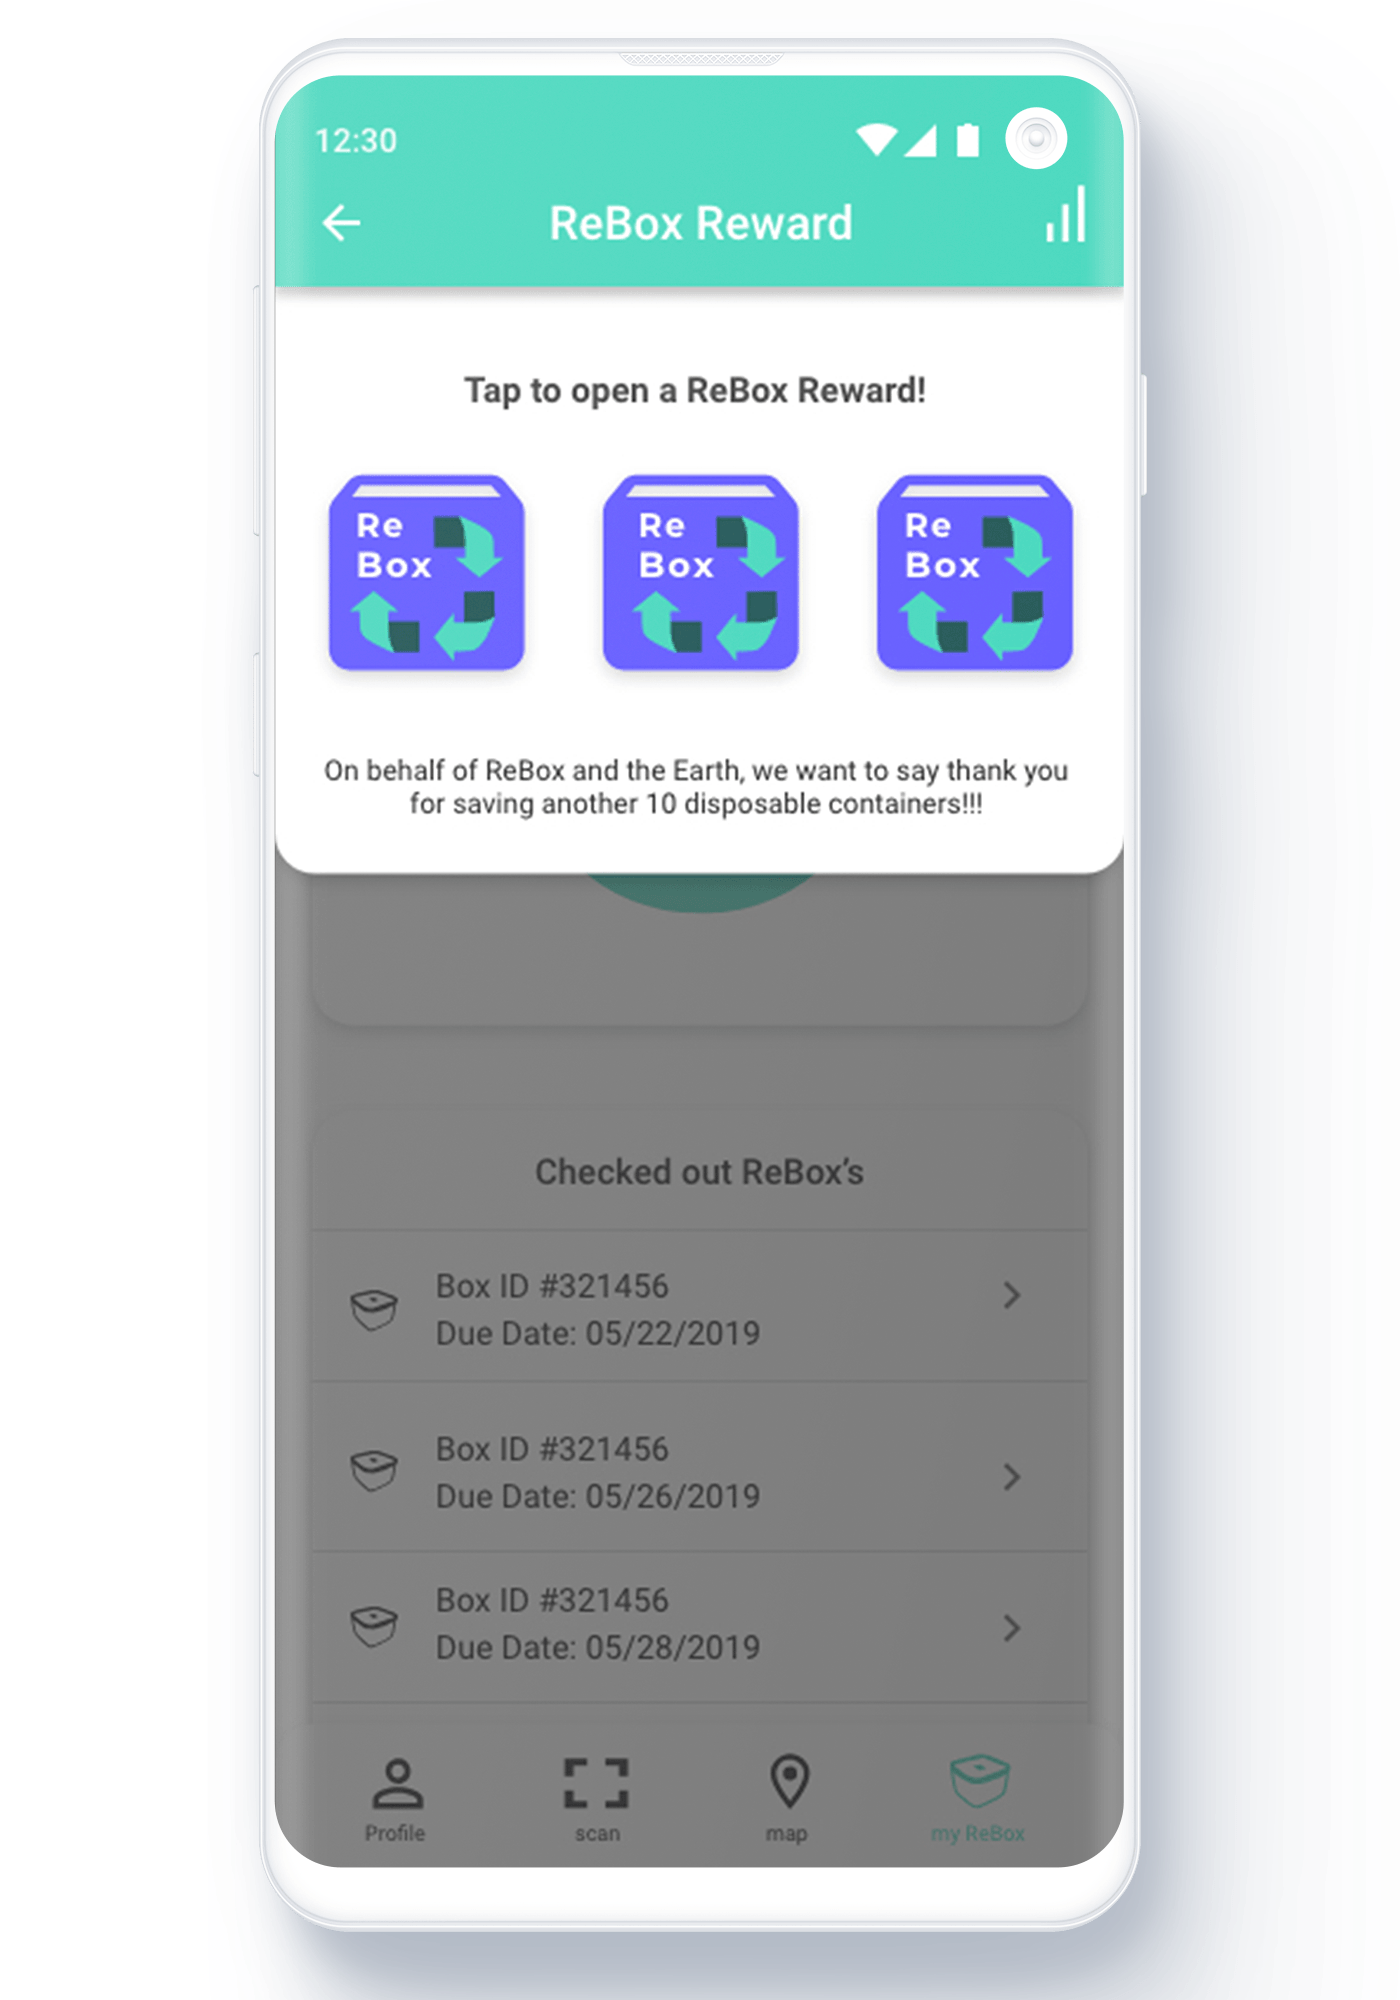 12:30
ReBox Reward
Tap to open a ReBox Reward!
Re
Box
Re
Box
Re
Box
On behalf of ReBox and the Earth, we want to say thank you
for saving another 10 disposable containers!!!
Checked out ReBox’s
Box ID #321456
Due Date: 05/22/2019
Box ID #321456
Due Date: 05/26/2019
Box ID #321456
Due Date: 05/28/2019
Profile
scan
map
my ReBox